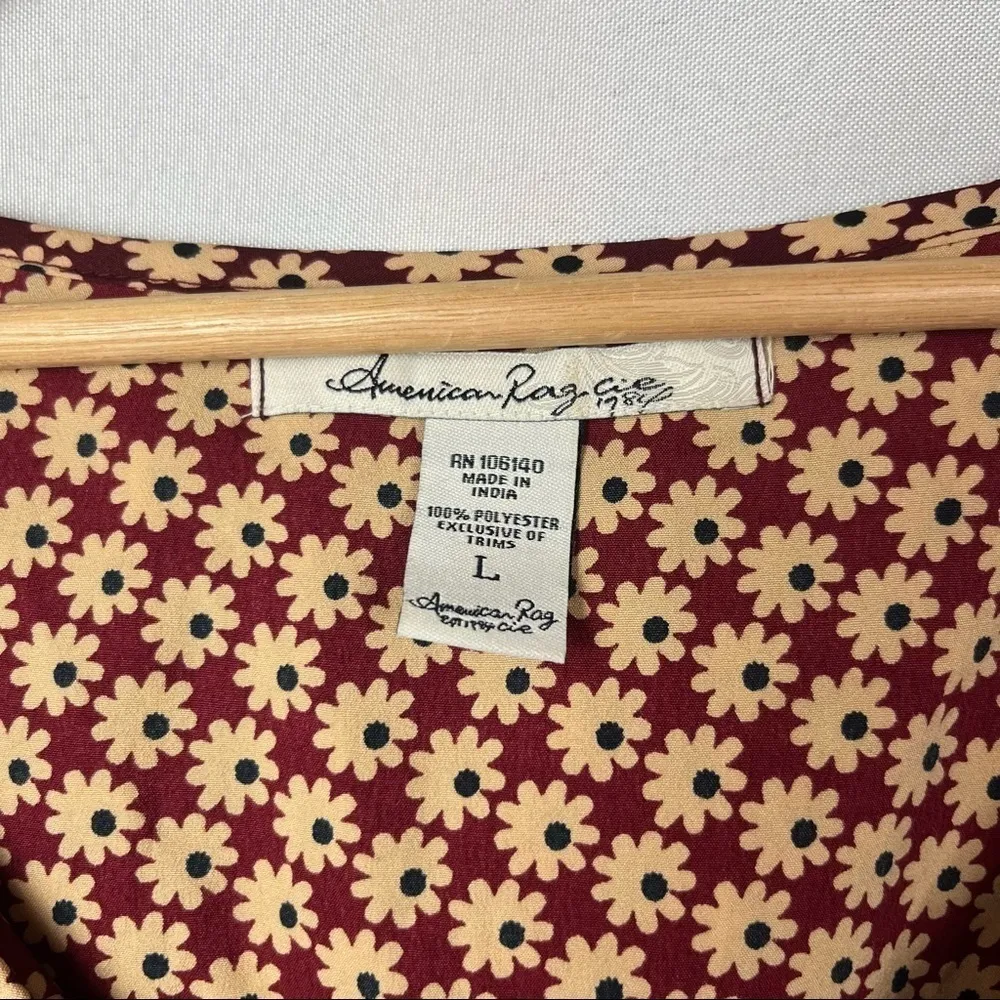 American Rag cie
1984
RN 106140
MADE IN
INDIA
100% POLYESTER
EXCLUSIVE OF
TRIMS
L
American Rag
cie